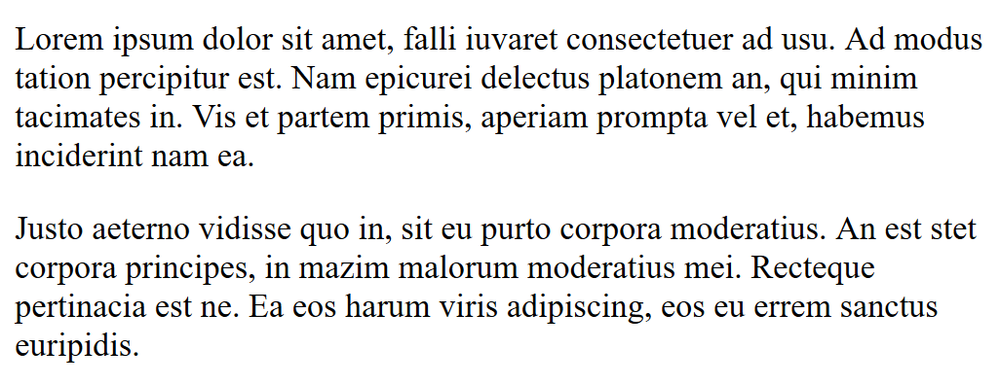 Lorem ipsum dolor sit amet, falli iuvaret consectetuer ad usu. Ad modus
tation percipitur est. Nam epicurei delectus platonem an, qui minim
tacimates in. Vis et partem primis, aperiam prompta vel et, habemus
inciderint nam ea.
Justo aeterno vidisse quo in, sit eu purto corpora moderatius. An est stet
corpora principes, in mazim malorum moderatius mei. Recteque
pertinacia est ne. Ea eos harum viris adipiscing, eos eu errem sanctus
euripidis.